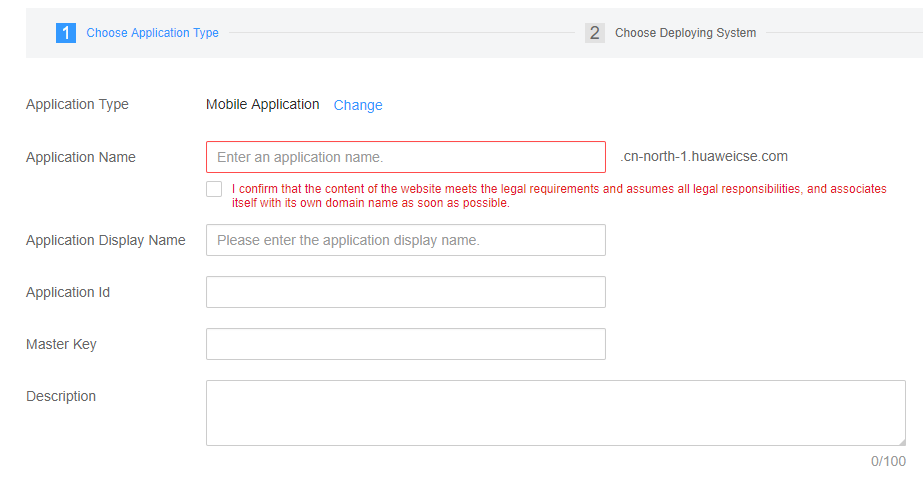 1 Choose Application Type 2 Choose Deploying System
Application Type Mobile Application Change
Application Name Enter an application name. .cn-north-1.huaweicse.com
I confirm that the content of the website meets the legal requirements and assumes all legal responsibilities, and associates
itself with its own domain name as soon as possible.
Application Display Name Please enter the application display name.
Application Id
Master Key
Description
0/100